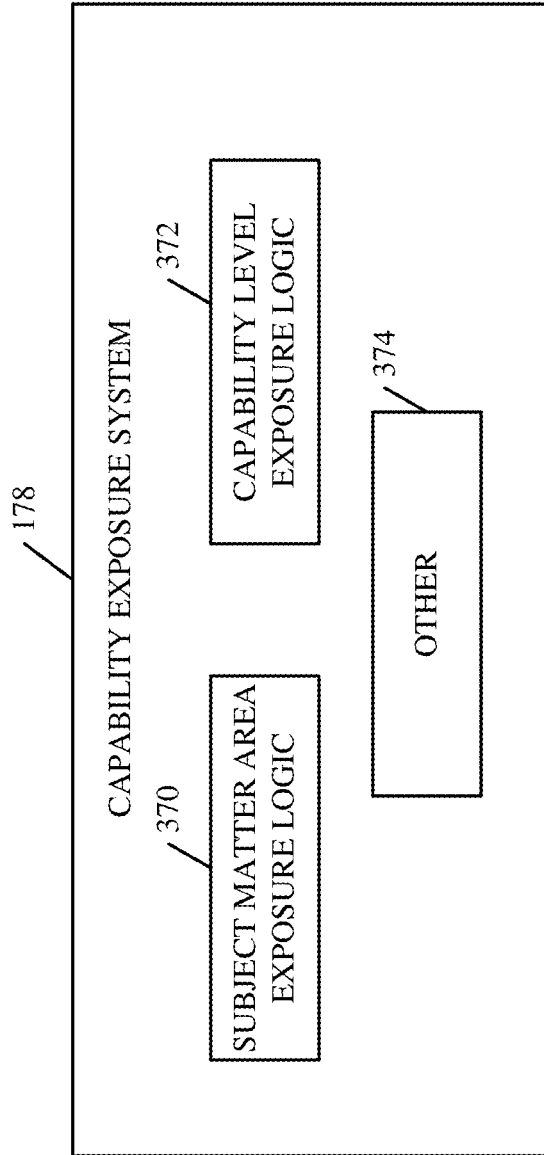 178
CAPABILITY EXPOSURE SYSTEM
370
SUBJECT MATTER AREA
EXPOSURE LOGIC
372
CAPABILITY LEVEL
EXPOSURE LOGIC
374
OTHER